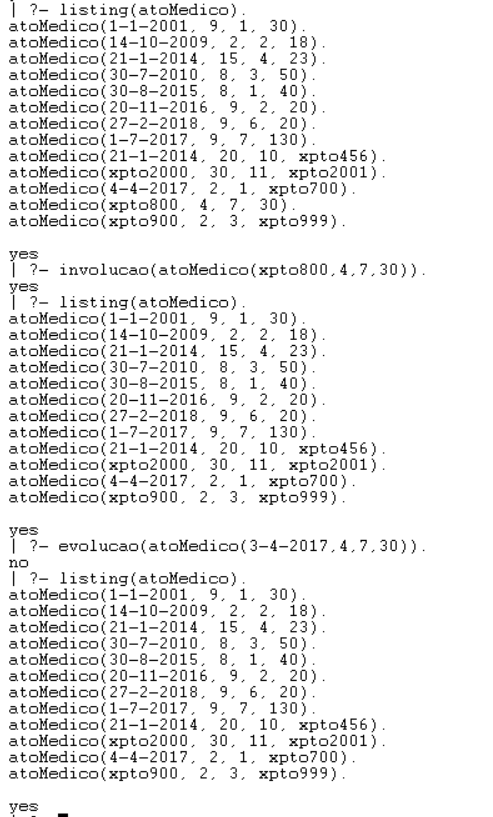 | ?- listing(atoMedico).
atoMedico(1-1-2001, 9, 1, 30).
atoMedico(14-10-2009, 2, 2, 18).
atoMedico(21-1-2014, 15, 4, 23).
atoMedico(30-7-2010, 8, 3, 50).
atoMedico(30-8-2015, 8, 1, 40).
atoMedico(20-11-2016, 9, 2, 20).
atoMedico(27-2-2018, 9, 6, 20).
atoMedico(1-7-2017, 9, 7, 130).
atoMedico(21-1-2014, 20, 10, xpto456).
atoMedico(xpto2000, 30, 11, xpto2001).
atoMedico(4-4-2017, 2, 1, xpto700).
atoMedico(xpto800, 4, 7, 30).
atoMedico(xpto900, 2, 3, xpto999).
yes
| ?- involucao(atoMedico(xpto800,4,7,30)).
yes
| ?- listing(atoMedico).
atoMedico(1-1-2001, 9, 1, 30).
atoMedico(14-10-2009, 2, 2, 18).
atoMedico(21-1-2014, 15, 4, 23).
atoMedico(30-7-2010, 8, 3, 50).
atoMedico(30-8-2015, 8, 1, 40).
atoMedico(20-11-2016, 9, 2, 20).
atoMedico(27-2-2018, 9, 6, 20).
atoMedico(1-7-2017, 9, 7, 130).
atoMedico(21-1-2014, 20, 10, xpto456).
atoMedico(xpto2000, 30, 11, xpto2001).
atoMedico(4-4-2017, 2, 1, xpto700).
atoMedico(xpto900, 2, 3, xpto999).
yes
| ?- evolucao(atoMedico(3-4-2017,4,7,30)).
no
| ?- listing(atoMedico).
atoMedico(1-1-2001, 9, 1, 30).
atoMedico(14-10-2009, 2, 2, 18).
atoMedico(21-1-2014, 15, 4, 23).
atoMedico(30-7-2010, 8, 3, 50).
atoMedico(30-8-2015, 8, 1, 40).
atoMedico(20-11-2016, 9, 2, 20).
atoMedico(27-2-2018, 9, 6, 20).
atoMedico(1-7-2017, 9, 7, 130).
atoMedico(21-1-2014, 20, 10, xpto456).
atoMedico(xpto2000, 30, 11, xpto2001).
atoMedico(4-4-2017, 2, 1, xpto700).
atoMedico(xpto900, 2, 3, xpto999).
yes